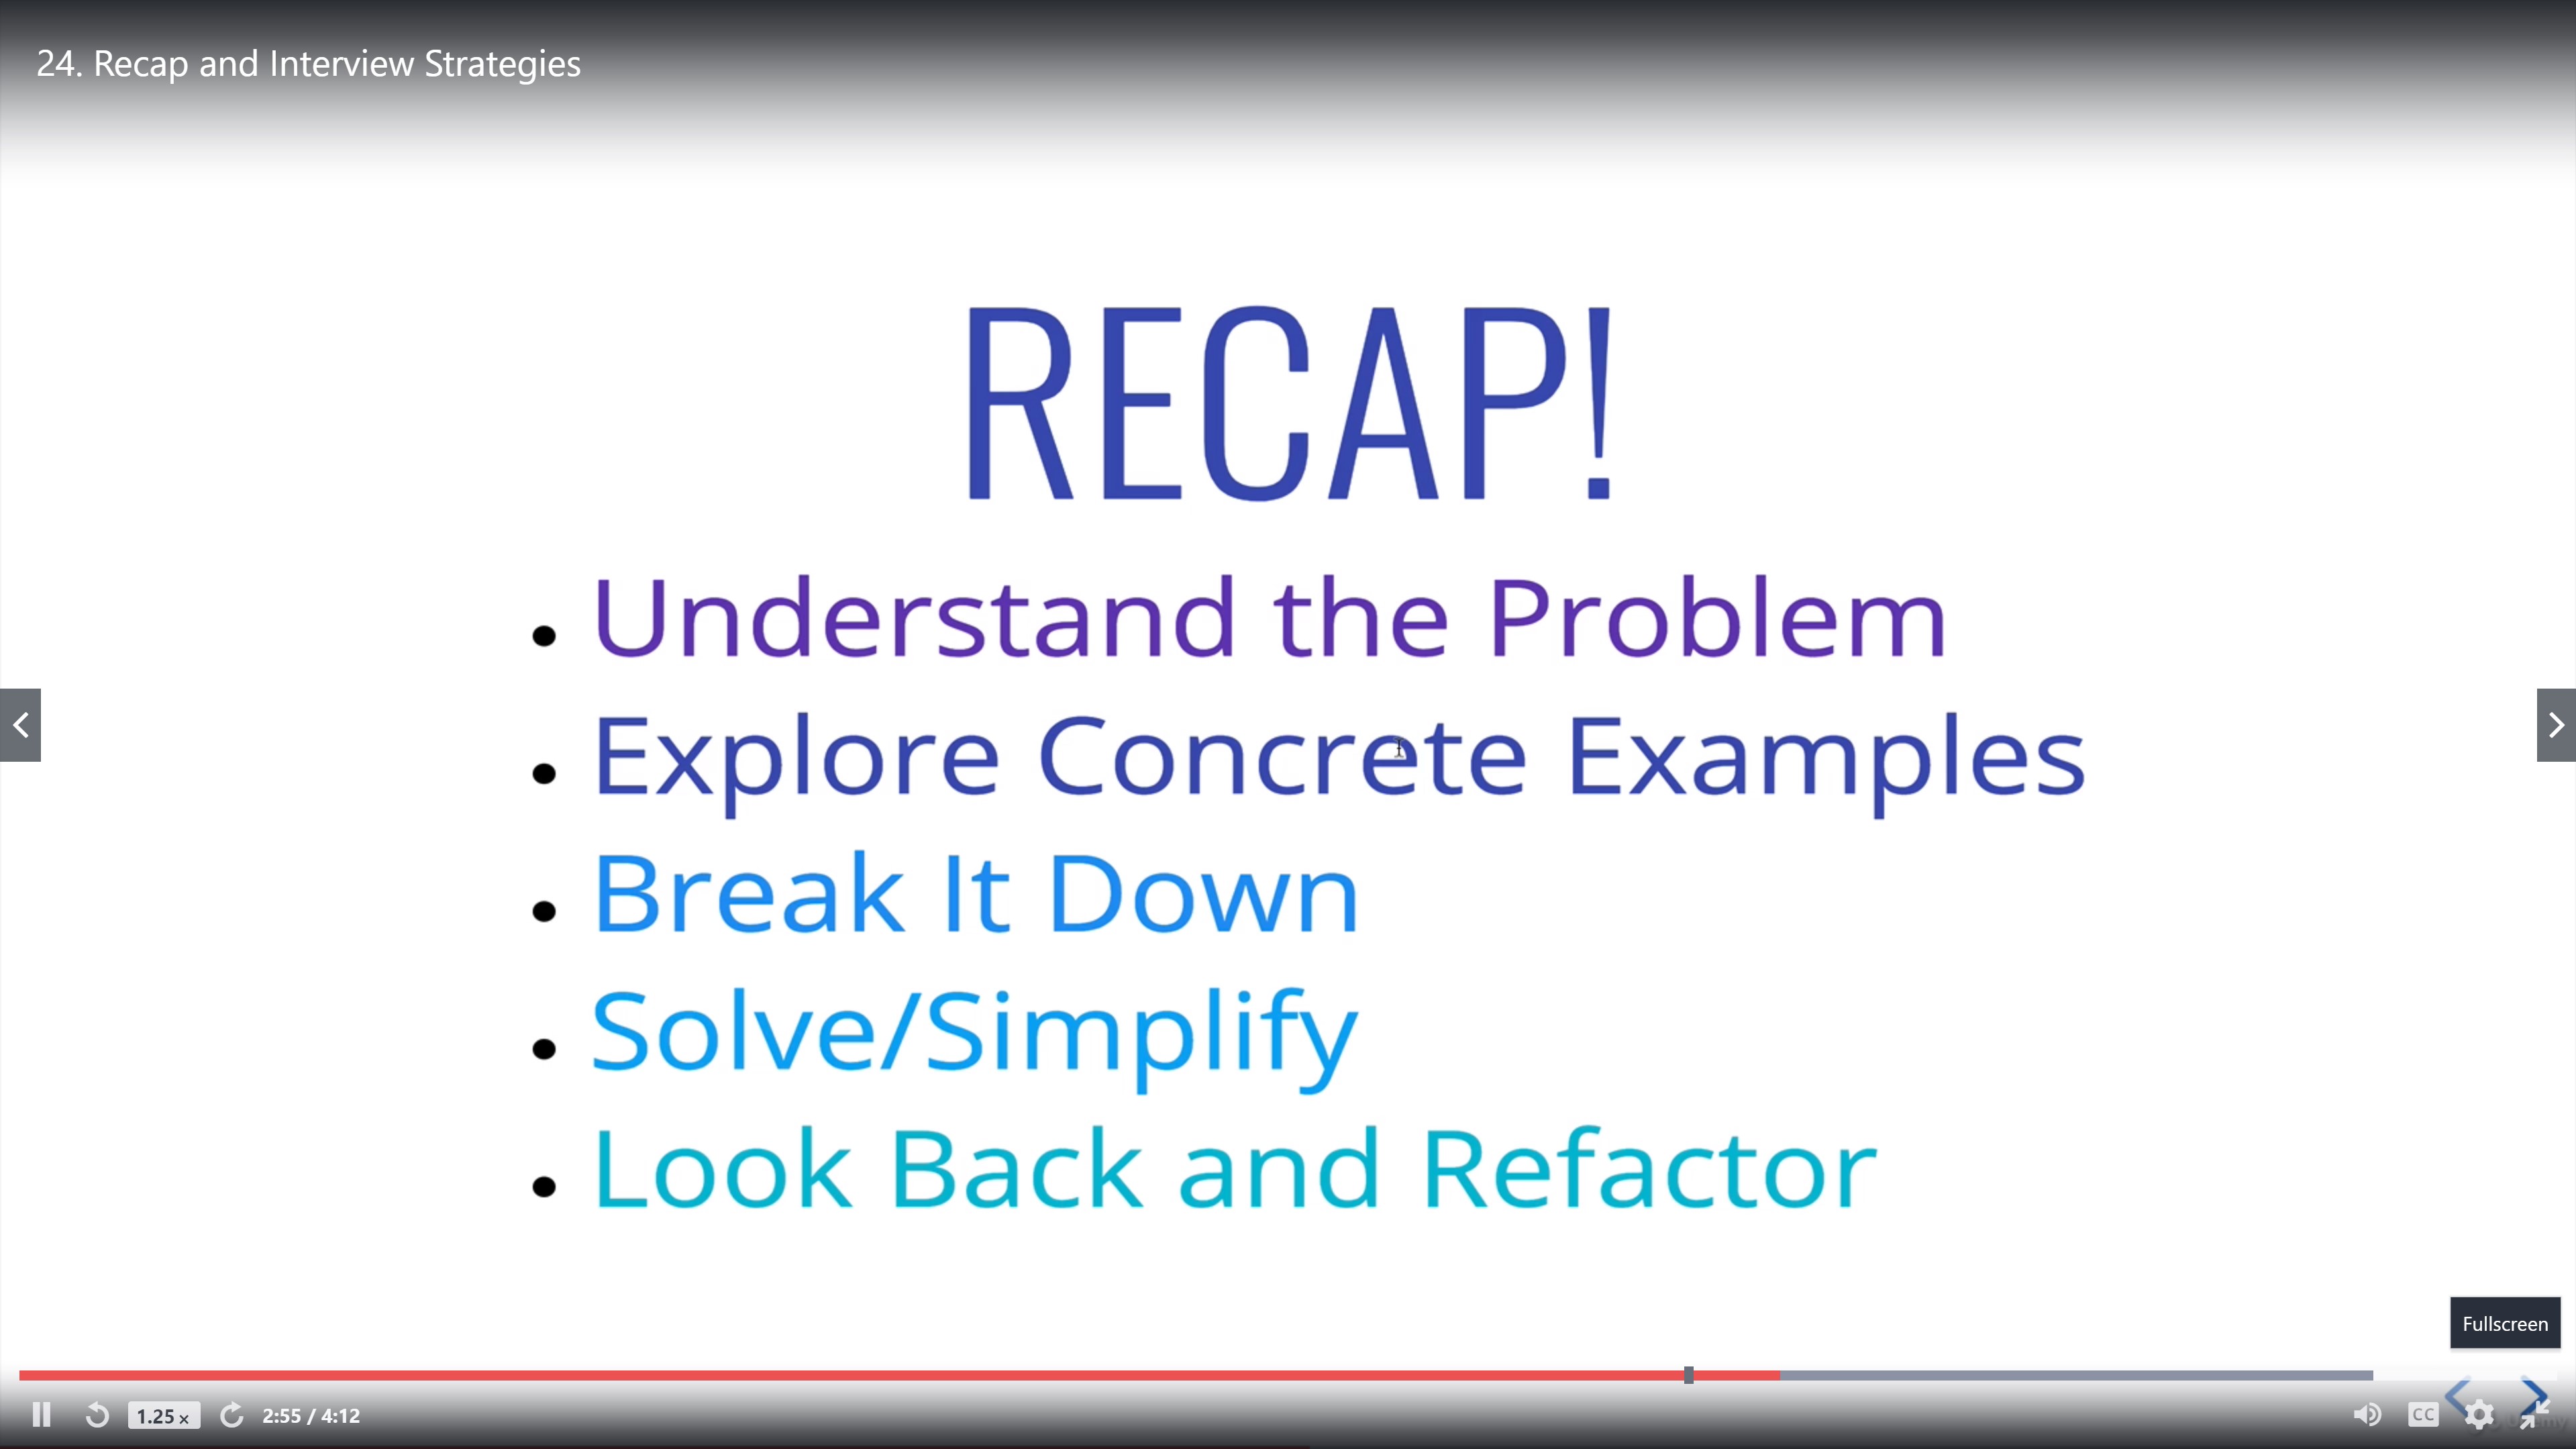 24. Recap and Interview Strategies
RECAP!
• Understand the Problem
• Explore Concrete Examples
• Break It Down
• Solve/Simplify
• Look Back and Refactor
Fullscreen
1.25 x
2:55 / 4:12
CC